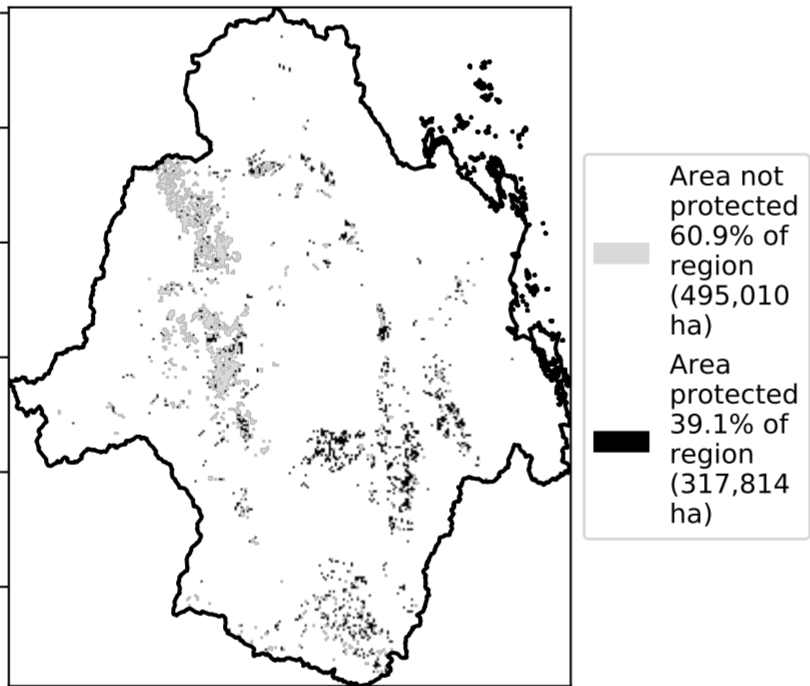 Area not
protected
60.9% of
region
(495,010
ha)
Area
protected
39.1% of
region
(317,814
ha)